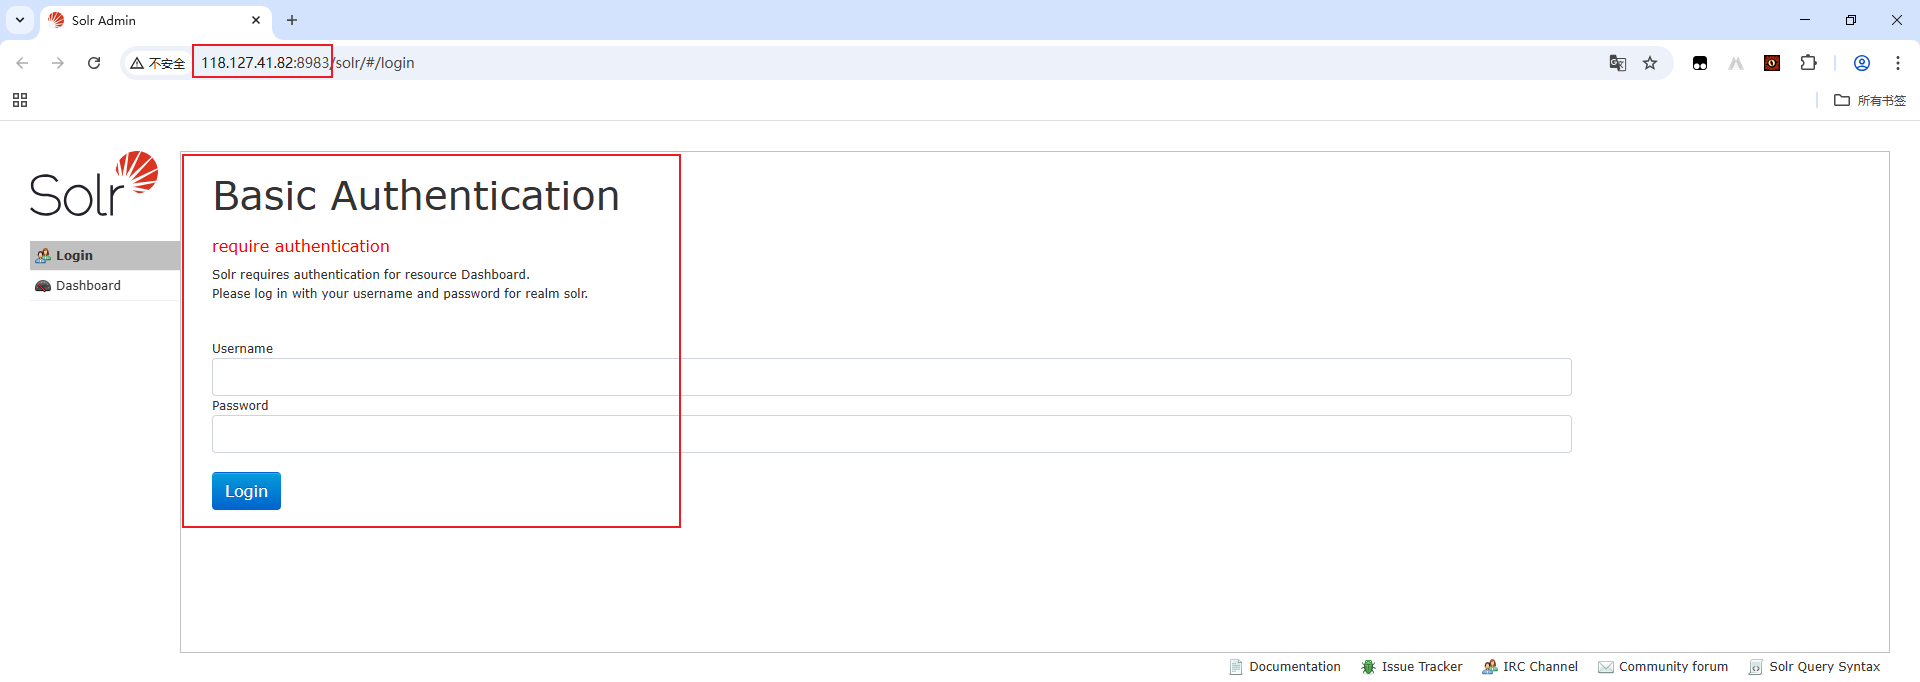 Solr Admin
不安全
118.127.41.82:8983/solr/#/login
所有书签
Solr
Login
Dashboard
Basic Authentication
require authentication
Solr requires authentication for resource Dashboard.
Please log in with your username and password for realm solr.
Username
Password
Login
Documentation
Issue Tracker
IRC Channel
Community forum
Solr Query Syntax